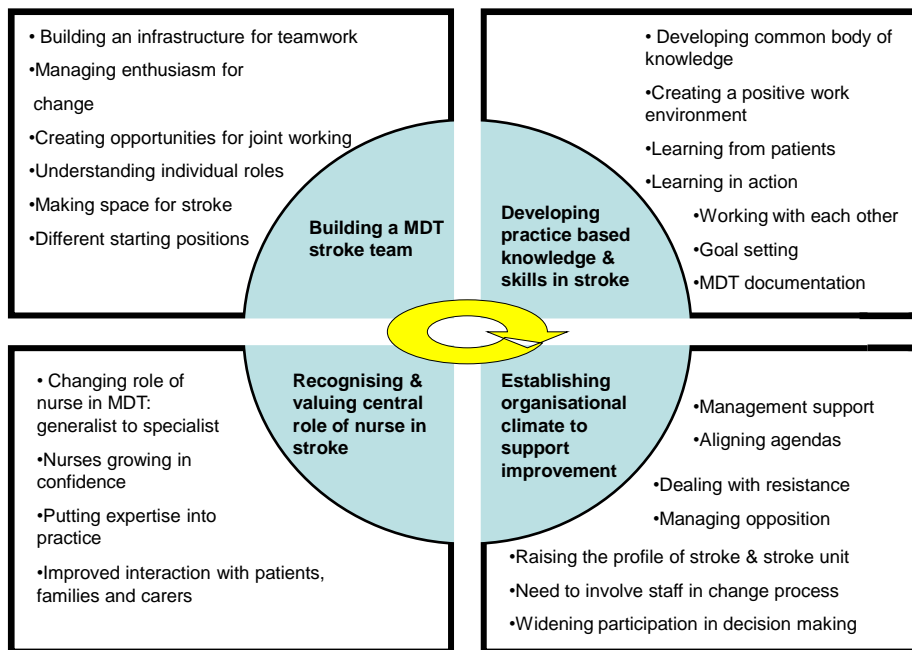 • Building an infrastructure for teamwork
•Managing enthusiasm for
change
•Creating opportunities for joint working
•Understanding individual roles
•Making space for stroke
•Different starting positions
Building a MDT
stroke team
• Developing common body of
knowledge
•Creating a positive work
environment
•Learning from patients
•Learning in action
•Working with each other
•Goal setting
•MDT documentation
Developing
practice based
knowledge &
skills in stroke
• Changing role of
nurse in MDT:
generalist to specialist
•Nurses growing in
confidence
•Putting expertise into
practice
•Improved interaction with patients,
families and carers
Recognising &
valuing central
role of nurse in
stroke
Establishing
organisational
climate to
support
improvement
•Management support
•Aligning agendas
•Dealing with resistance
•Managing opposition
•Raising the profile of stroke & stroke unit
•Need to involve staff in change process
•Widening participation in decision making